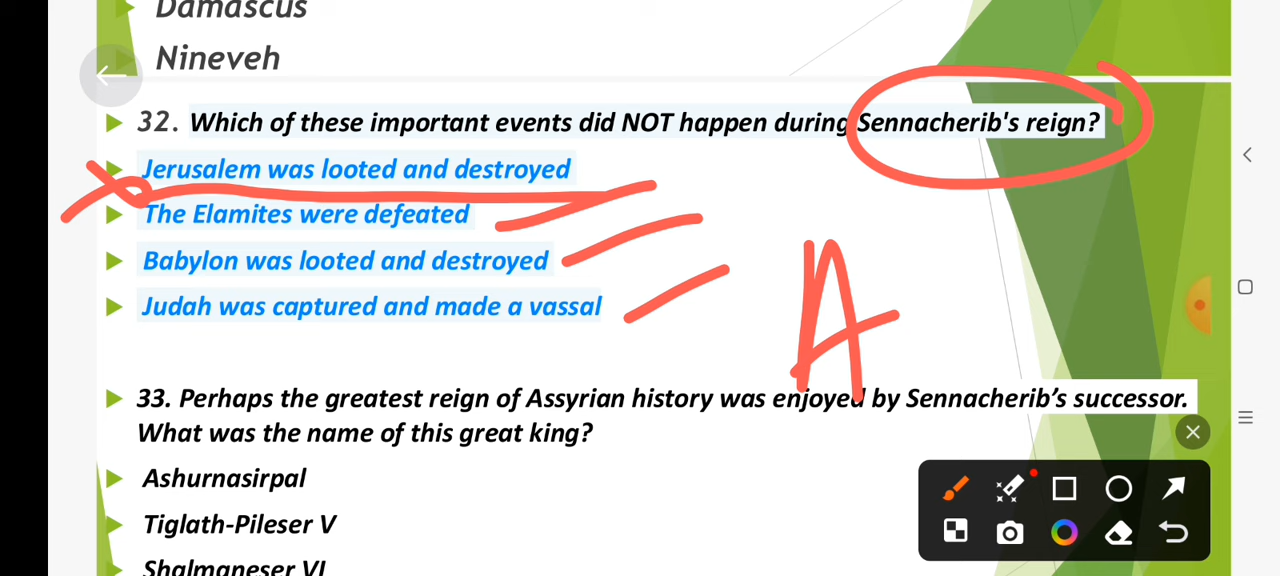 Damascus
Nineveh
32. Which of these important events did NOT happen during Sennacherib's reign?
Jerusalem was looted and destroyed
The Elamites were defeated
Babylon was looted and destroyed
Judah was captured and made a vassal
A
33. Perhaps the greatest reign of Assyrian history was enjoyed by Sennacherib’s successor.
What was the name of this great king?
Ashurnasirpal
Tiglath-Pileser V
Shalmaneser VI